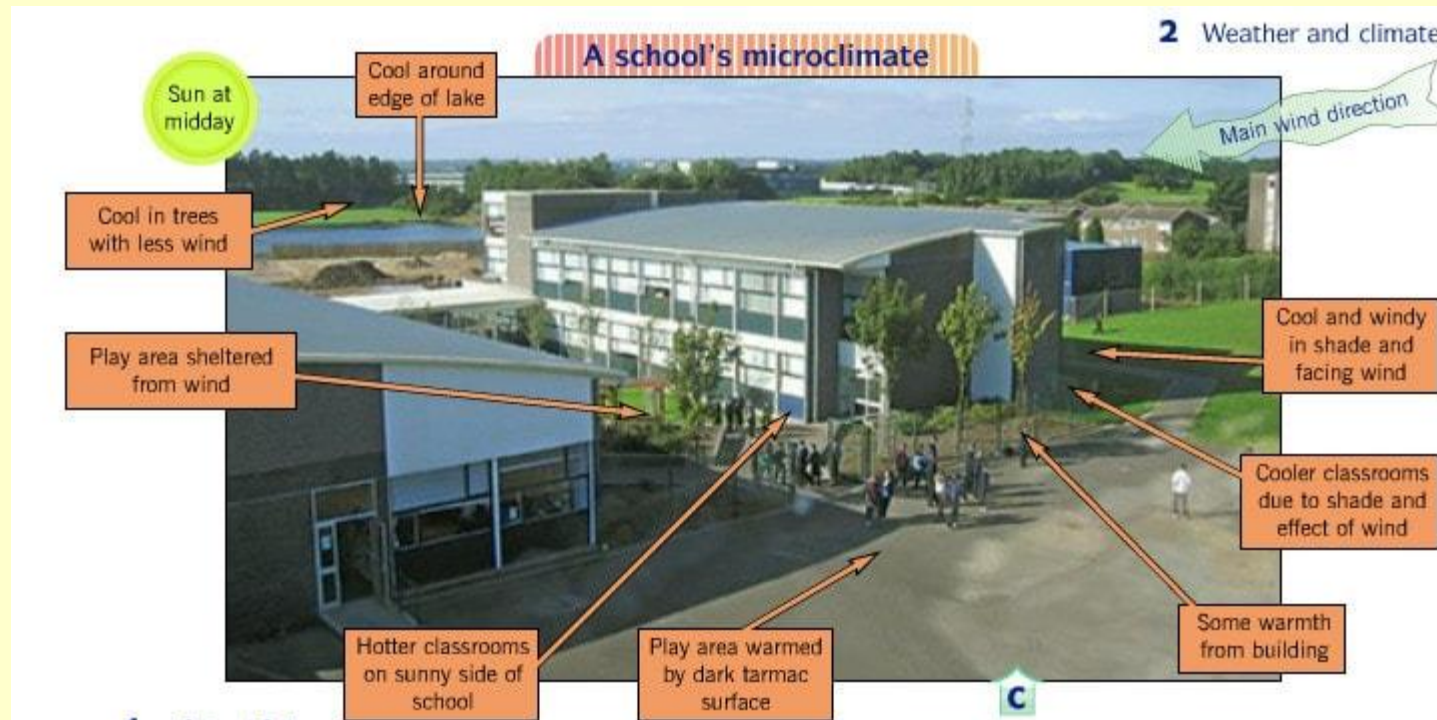 2 Weather and climate
A school's microclimate
Sun at
midday
Cool around
edge of lake
Main wind direction
Cool in trees
with less wind
Play area sheltered
from wind
Cool and windy
in shade and
facing wind
Cooler classrooms
due to shade and
effect of wind
Hotter classrooms
on sunny side of
school
Play area warmed
by dark tarmac
surface
Some warmth
from building
C